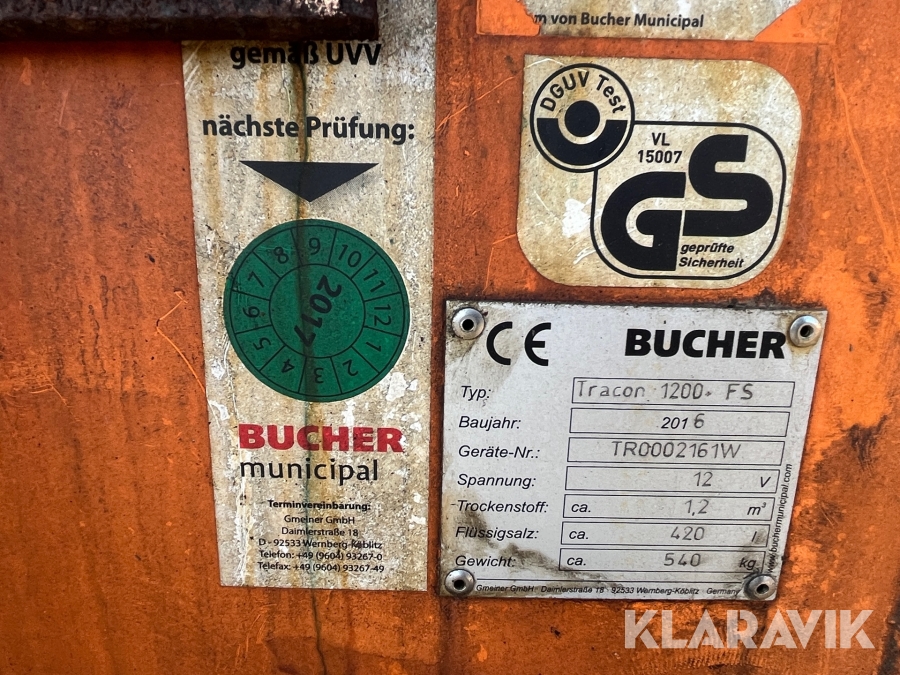 gemäß UVV
nächste Prüfung:
1 2 3 4 5 6 7 8 9 10 11 12
2017
BUCHER
municipal
Terminvereinbarung:
Gmeiner GmbH
Daimlerstraße 18
D - 92533 Wernberg-Köblitz
Telefon: +49 (9604) 93267-0
Telefax: +49 (9604) 93267-49
von Bucher Municipal
DGUV Test
VL
15007
GS
geprüfte
Sicherheit
CE BUCHER
Typ: Tracon 1200 FS
Baujahr: 2016
Geräte-Nr.: TR0002161W
Spannung: 12 V
Trockenstoff: ca. 1,2 m³
Flüssigsalz: ca. 420 l
Gewicht: ca. 540 kg
Gmeiner GmbH · Daimlerstraße 18 · 92533 Wernberg-Köblitz · Germany
www.buchermunicipal.com
KLARAVIK